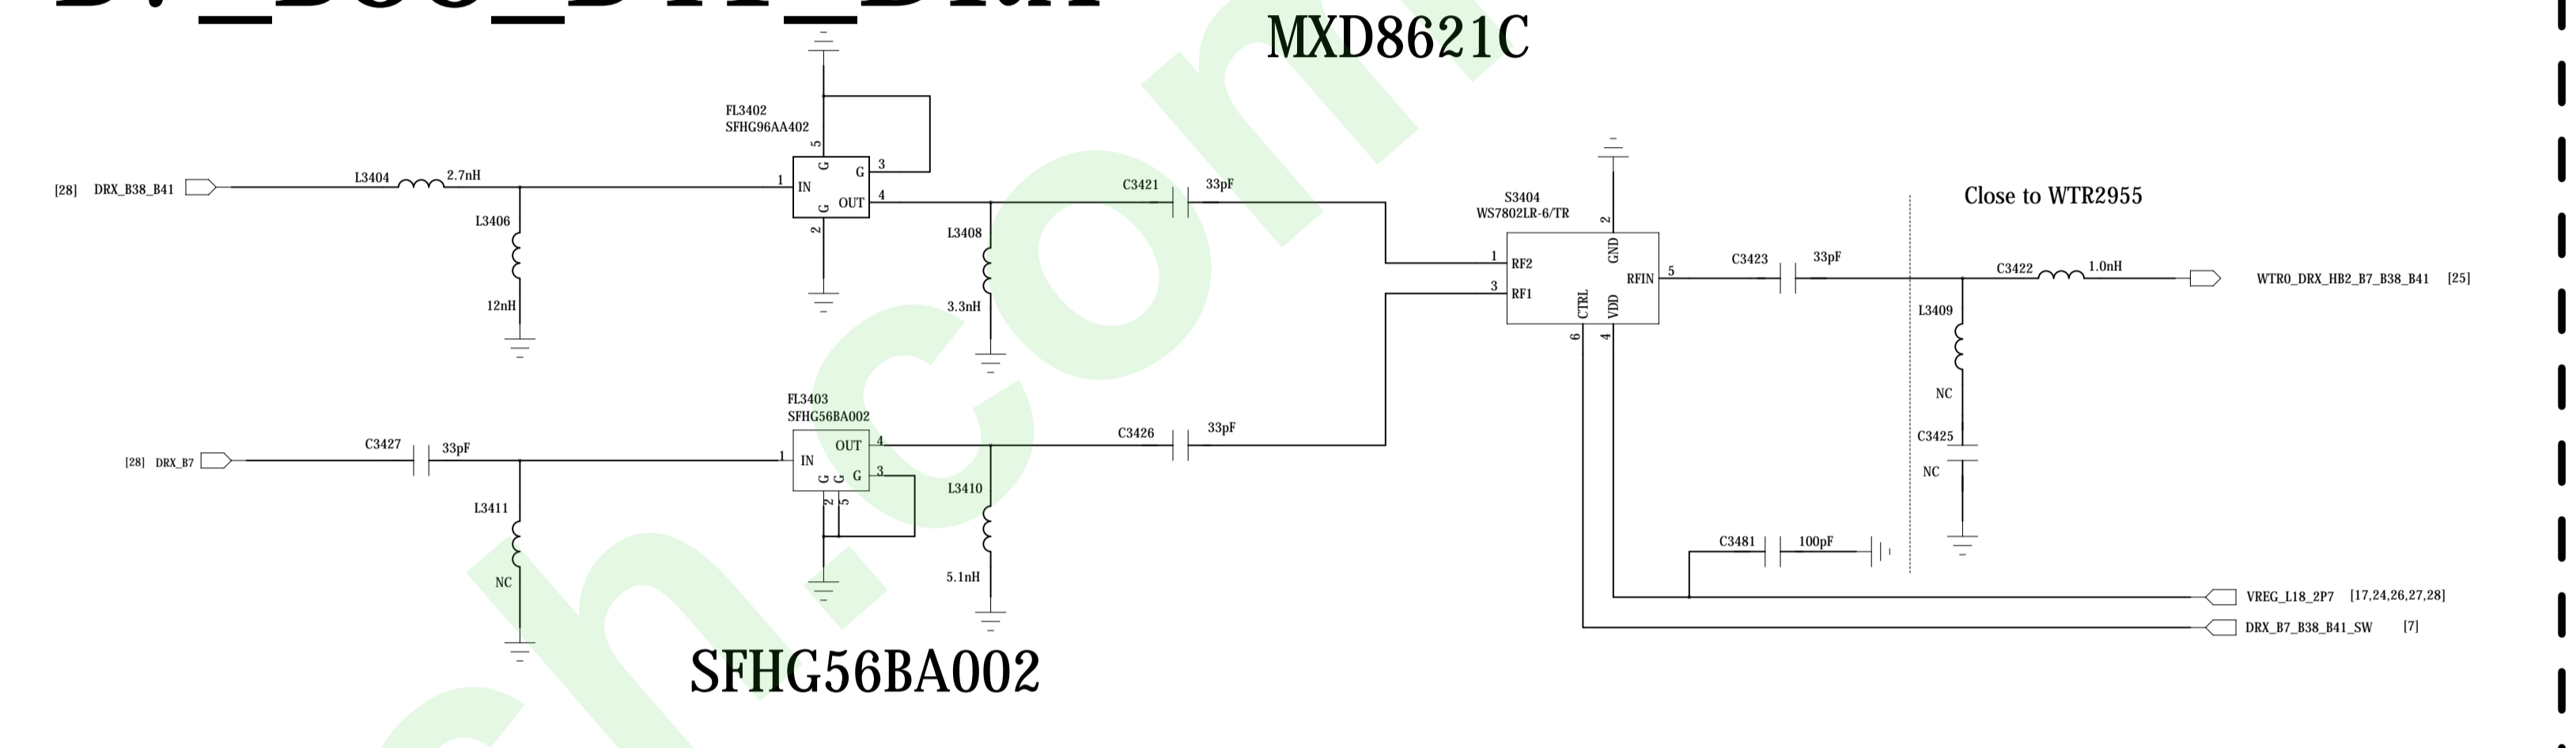 MXD8621C
FL3402
SFHG96AA402
5
G
G
3
[28] DRX_B38_B41
L3404
2.7nH
1
IN
OUT
4
G
2
L3406
12nH
L3408
3.3nH
C3421
33pF
S3404
WS7802LR-6/TR
2
GND
1
RF2
3
RF1
RFIN
5
CTRL
VDD
6
4
C3423
33pF
Close to WTR2955
C3422
1.0nH
WTR0_DRX_HB2_B7_B38_B41 [25]
L3409
NC
C3425
NC
FL3403
SFHG56BA002
[28] DRX_B7
C3427
33pF
1
IN
OUT
4
G
3
G
G
2
5
L3411
NC
L3410
5.1nH
C3426
33pF
C3481
100pF
VREG_L18_2P7 [17,24,26,27,28]
DRX_B7_B38_B41_SW [7]
SFHG56BA002